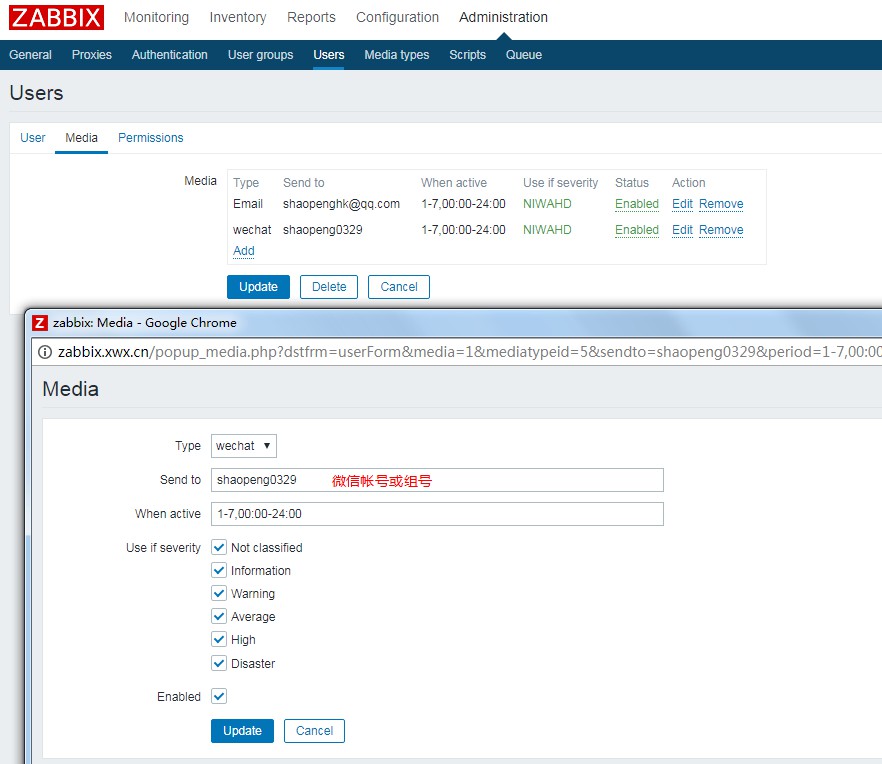 ZABBIX Monitoring Inventory Reports Configuration Administration
General Proxies Authentication User groups Users Media types Scripts Queue
Users
User Media Permissions
Media Type Send to When active Use if severity Status Action
Email shaopenghk@qq.com 1-7,00:00-24:00 NIWAHD Enabled Edit Remove
wechat shaopeng0329 1-7,00:00-24:00 NIWAHD Enabled Edit Remove
Add
Update Delete Cancel
Z zabbix: Media - Google Chrome
zabbix.xwx.cn/popup_media.php?dstfrm=userForm&media=1&mediatypeid=5&sendto=shaopeng0329&period=1-7,00:00
Media
Type wechat ▼
Send to shaopeng0329 微信帐号或组号
When active 1-7,00:00-24:00
Use if severity Not classified
Information
Warning
Average
High
Disaster
Enabled
Update Cancel